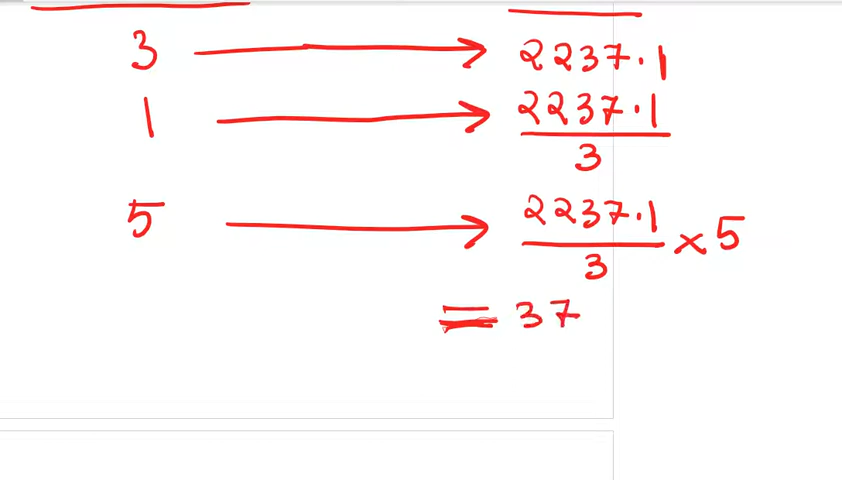 3 → 2237.1
1 → 2237.1 / 3
5 → 2237.1 / 3 × 5
= 37